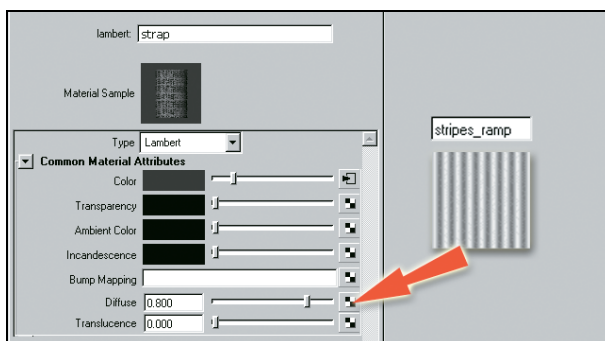 lambert: strap
Material Sample
Type Lambert
Common Material Attributes
Color
Transparency
Ambient Color
Incandescence
Bump Mapping
Diffuse 0.800
Translucence 0.000
stripes_ramp